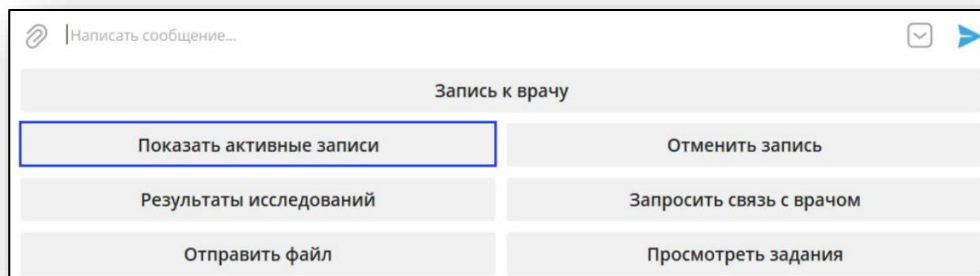 Написать сообщение...
Запись к врачу
Показать активные записи
Отменить запись
Результаты исследований
Запросить связь с врачом
Отправить файл
Просмотреть задания